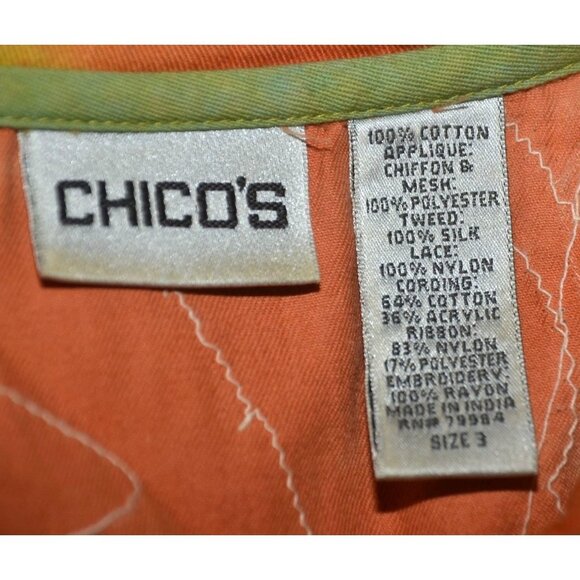 CHICO'S
100% COTTON
APPLIQUE:
CHIFFON &
MESH:
100% POLYESTER
TWEED:
100% SILK
LACE:
100% NYLON
CORDING:
64% COTTON
36% ACRYLIC
RIBBON:
83% NYLON
17% POLYESTER
EMBROIDERY:
100% RAYON
MADE IN INDIA
RN# 79984
SIZE 3